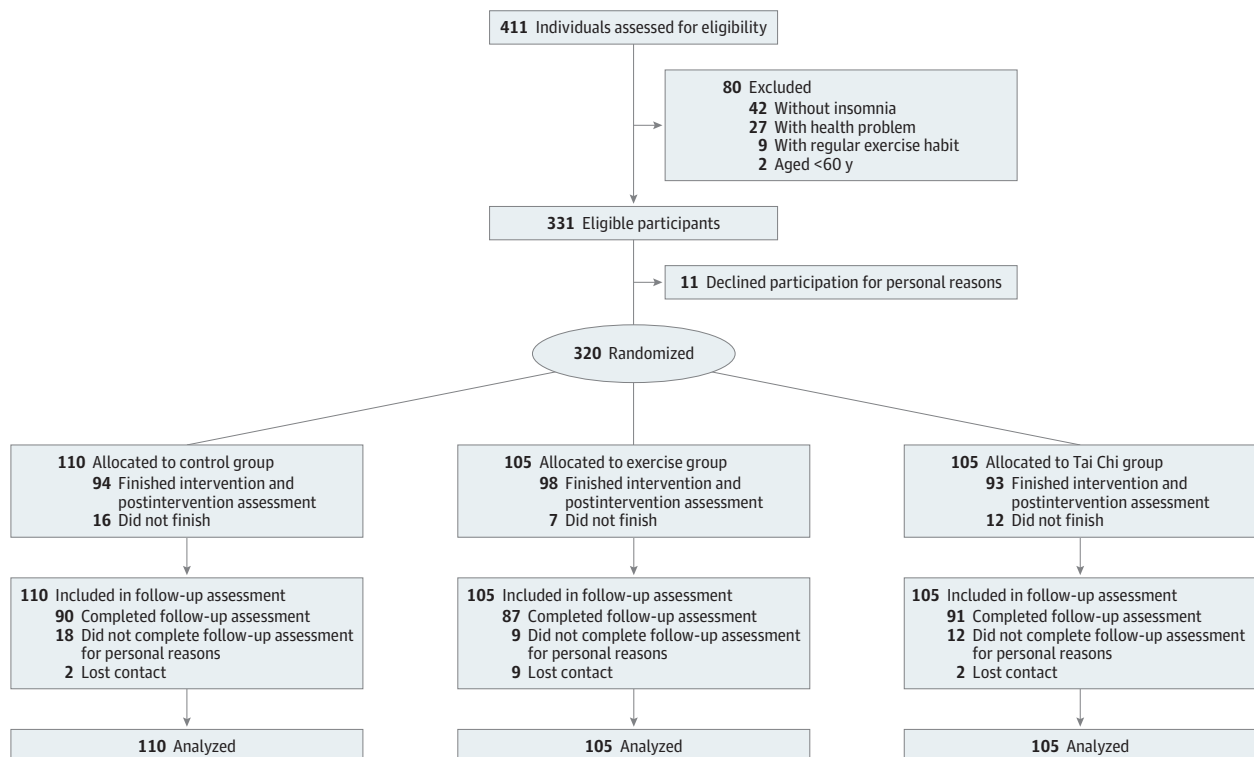 411 Individuals assessed for eligibility
80 Excluded
42 Without insomnia
27 With health problem
9 With regular exercise habit
2 Aged <60 y
331 Eligible participants
11 Declined participation for personal reasons
320 Randomized
110 Allocated to control group
94 Finished intervention and
postintervention assessment
16 Did not finish
105 Allocated to exercise group
98 Finished intervention and
postintervention assessment
7 Did not finish
105 Allocated to Tai Chi group
93 Finished intervention and
postintervention assessment
12 Did not finish
110 Included in follow-up assessment
90 Completed follow-up assessment
18 Did not complete follow-up assessment
for personal reasons
2 Lost contact
105 Included in follow-up assessment
87 Completed follow-up assessment
9 Did not complete follow-up assessment
for personal reasons
9 Lost contact
105 Included in follow-up assessment
91 Completed follow-up assessment
12 Did not complete follow-up assessment
for personal reasons
2 Lost contact
110 Analyzed
105 Analyzed
105 Analyzed